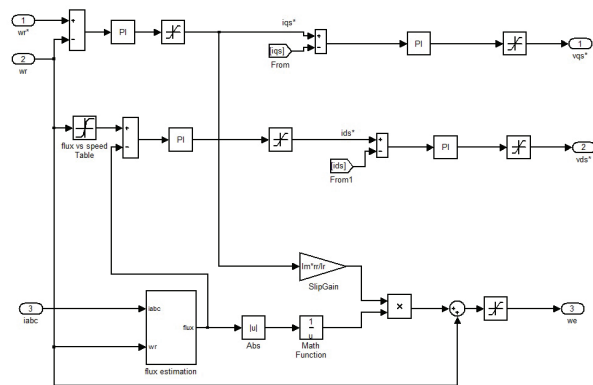 1
wr*
+
-
PI
iqs*
[iqs]
From
+
-
PI
1
vqs*
2
wr
flux vs speed
Table
+
-
PI
ids*
[ids]
From1
+
-
PI
2
vds*
lm*rr/lr
SlipGain
3
iabc
iabc
wr
flux
flux estimation
|u|
Abs
1
u
Math
Function
×
+
+
3
we